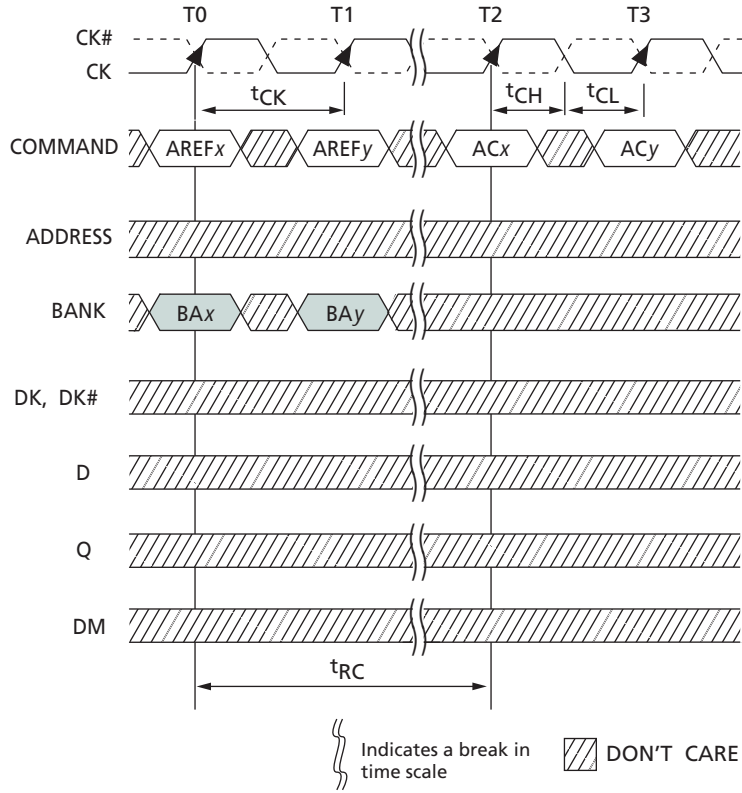 T0 T1 T2 T3
CK#
CK
tCK tCH tCL
COMMAND AREFx AREFy ACx ACy
ADDRESS
BANK BAx BAy
DK, DK#
D
Q
DM
tRC
Indicates a break in
time scale
DON'T CARE